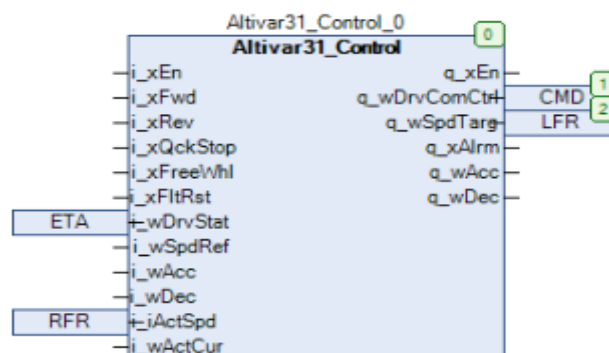 Altivar31_Control_0
0
Altivar31_Control
i_xEn q_xEn
i_xFwd q_wDrvComCtrl CMD 1
i_xRev q_wSpdTarg LFR 2
i_xQckStop q_xAlrm
i_xFreeWhl q_wAcc
i_xFltRst q_wDec
ETA i_wDrvStat
i_wSpdRef
i_wAcc
i_wDec
RFR i_iActSpd
i_wActCur